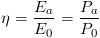 η = E_a / E_0 = P_a / P_0